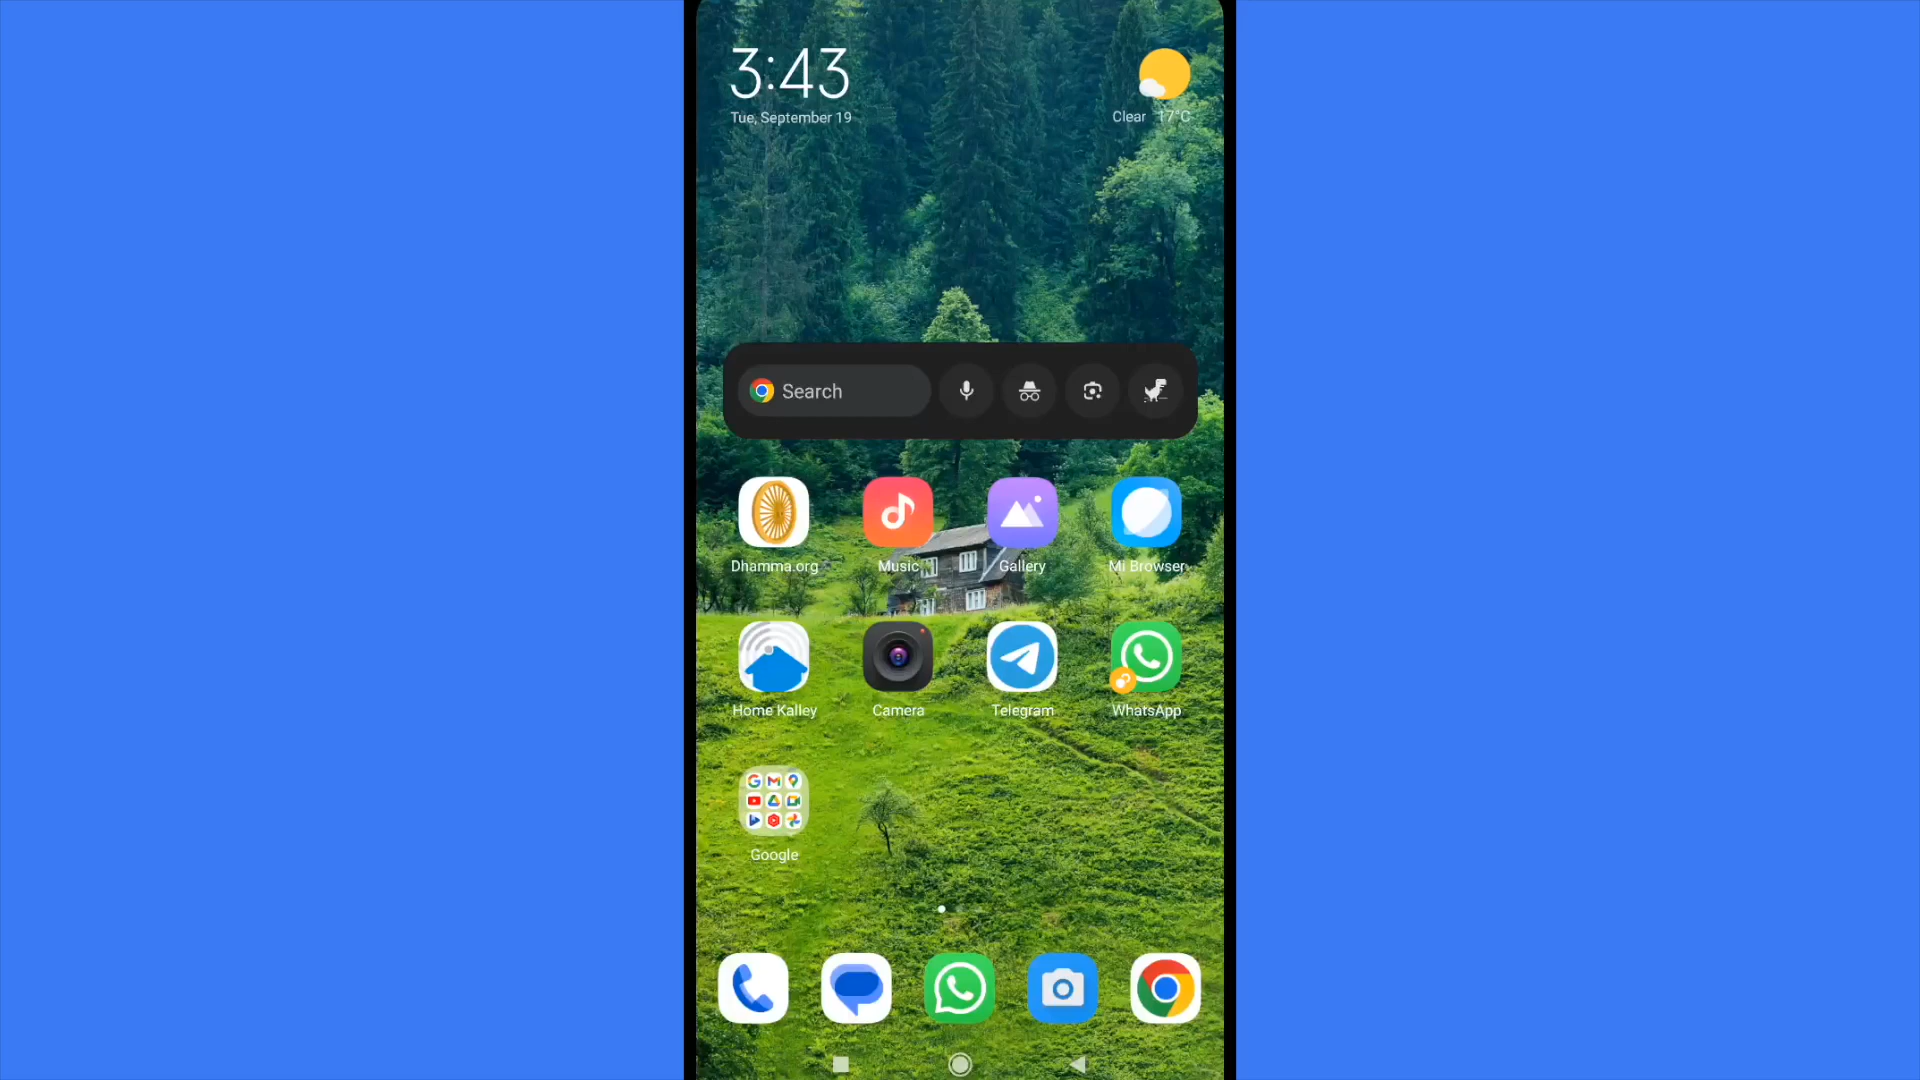 3:43
Tue, September 19
Clear 17°C
Search
Dhamma.org
Music
Gallery
Mi Browser
Home Kalley
Camera
Telegram
WhatsApp
Google